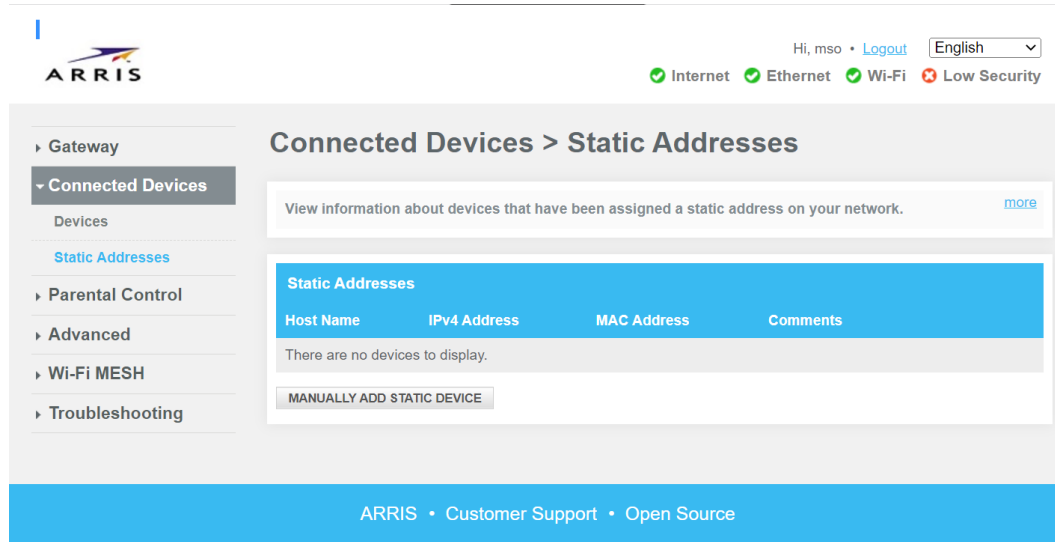 ARRIS
Hi, mso • Logout English
Internet Ethernet Wi-Fi Low Security
Gateway
Connected Devices
Devices
Static Addresses
Parental Control
Advanced
Wi-Fi MESH
Troubleshooting
Connected Devices > Static Addresses
View information about devices that have been assigned a static address on your network. more
Static Addresses
Host Name IPv4 Address MAC Address Comments
There are no devices to display.
MANUALLY ADD STATIC DEVICE
ARRIS • Customer Support • Open Source